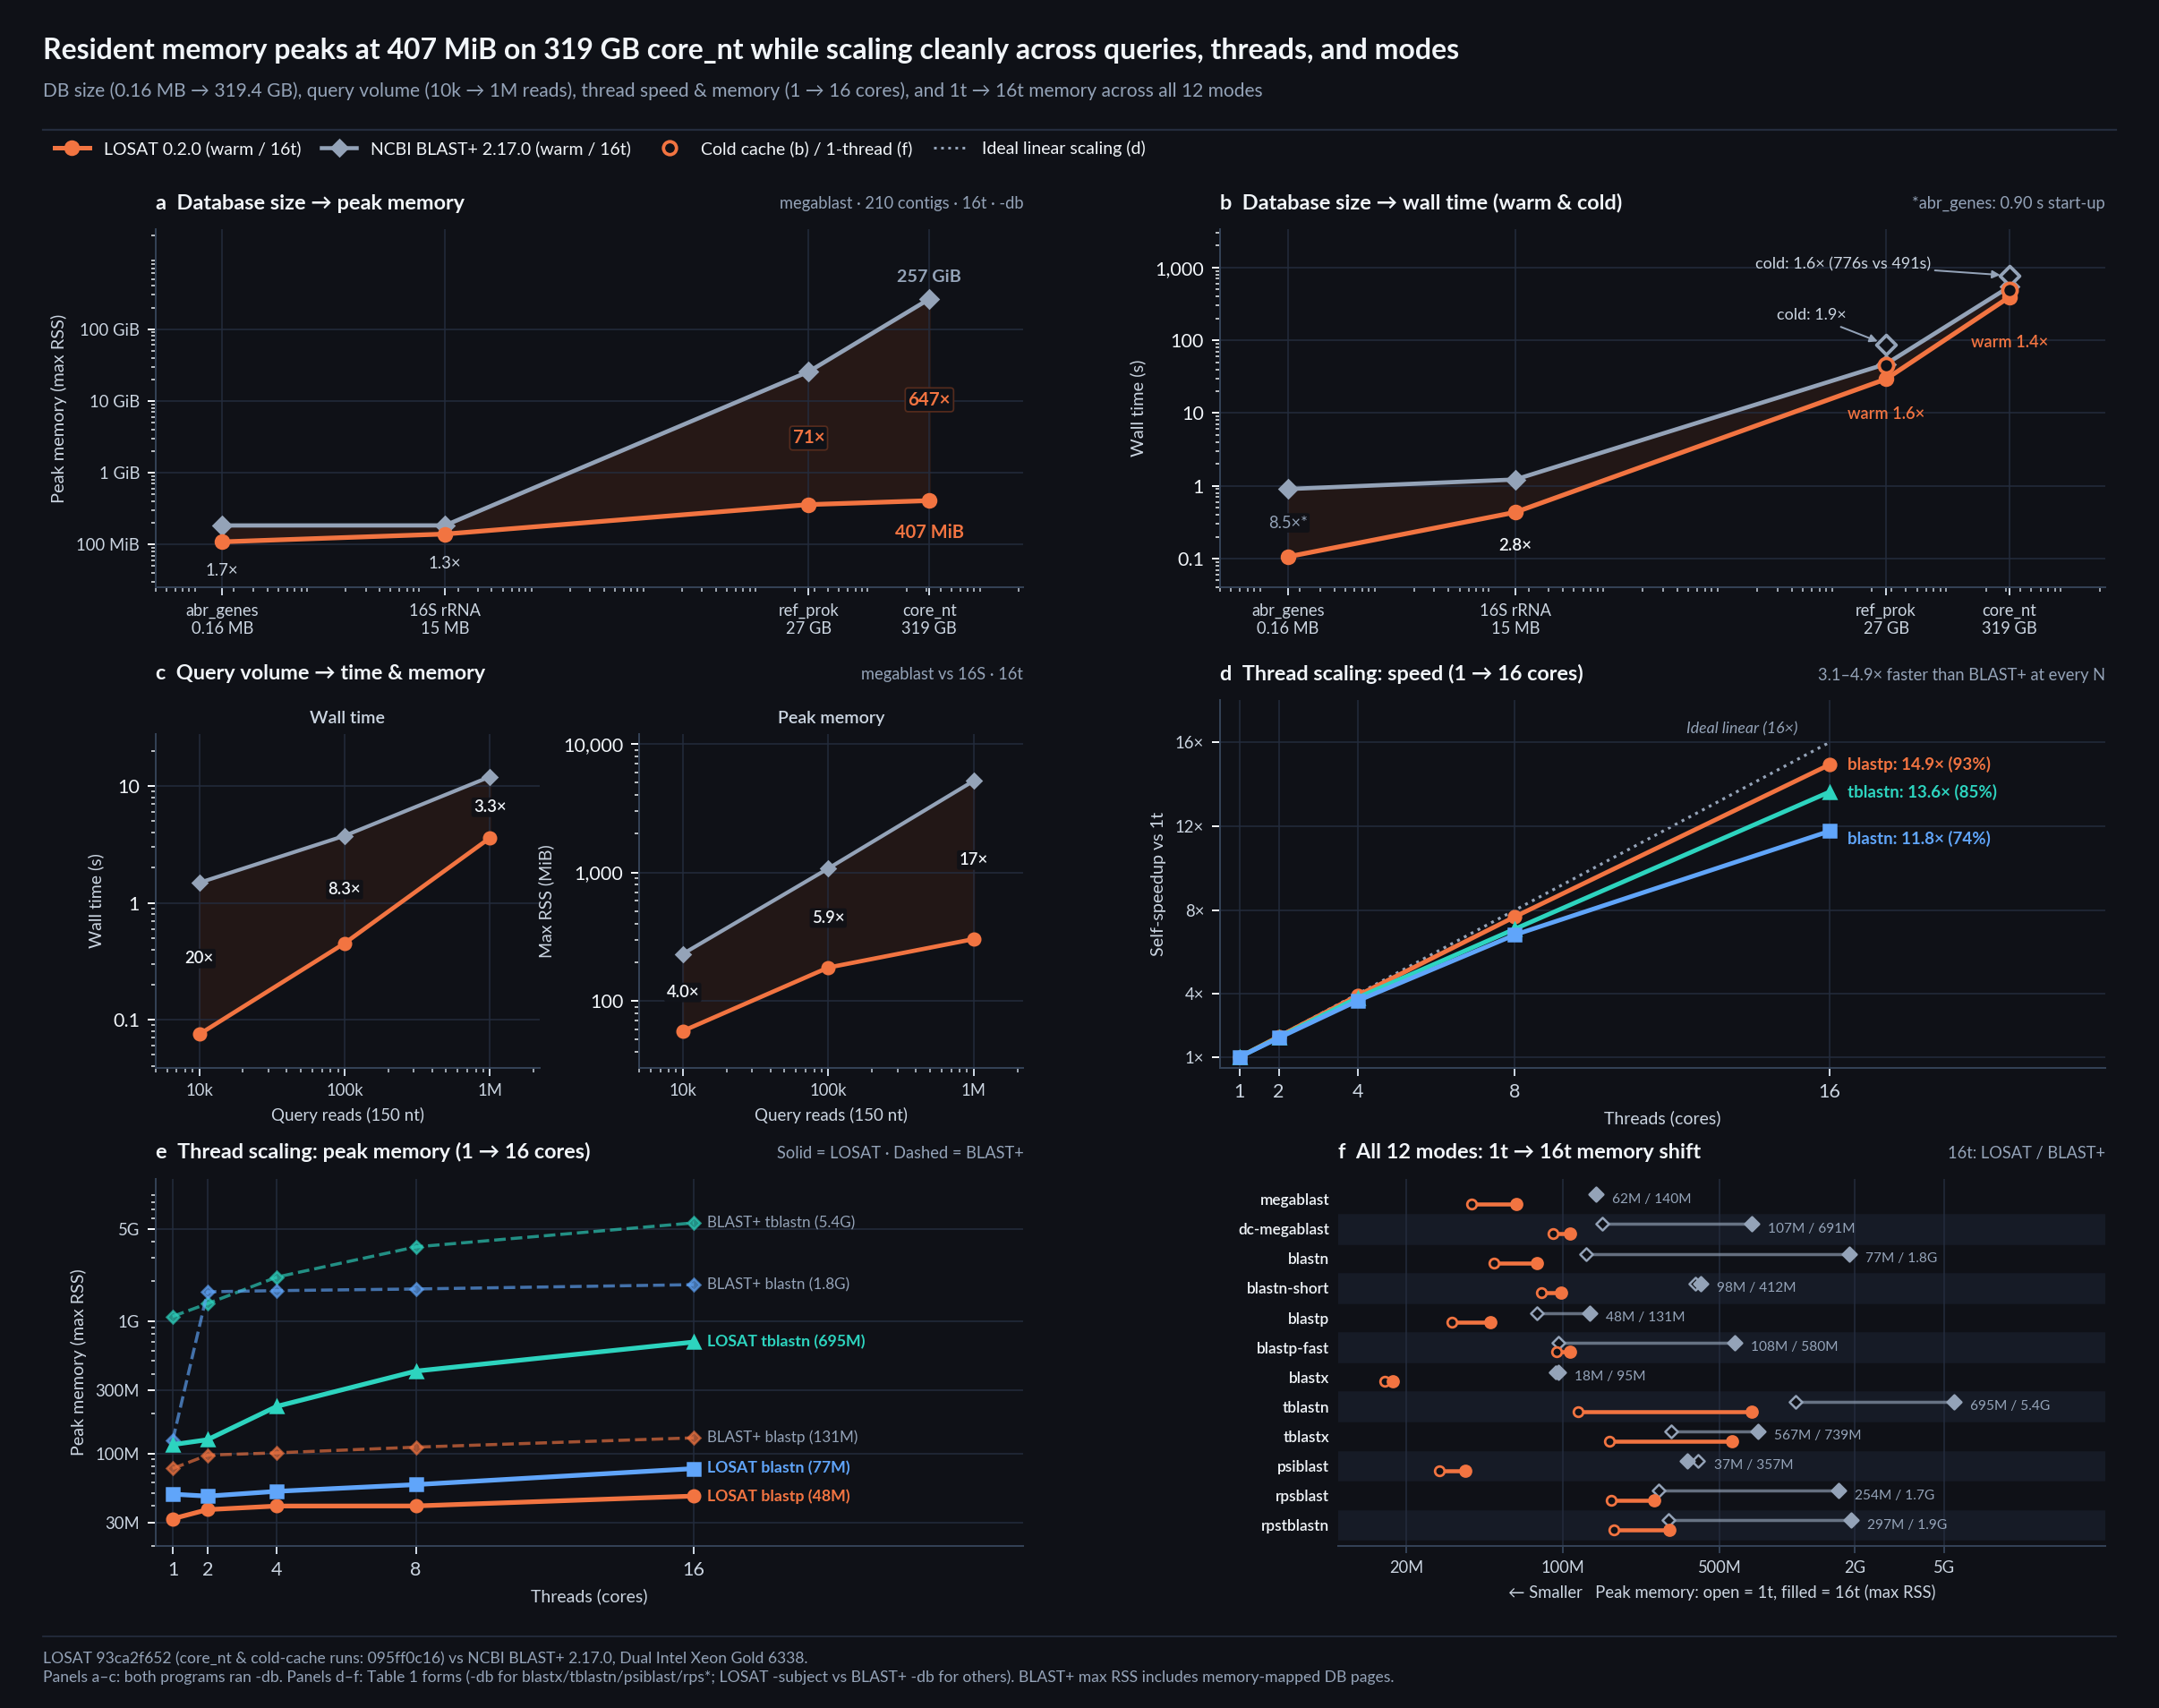 Resident memory peaks at 407 MiB on 319 GB core_nt while scaling cleanly across queries, threads, and modes
DB size (0.16 MB → 319.4 GB), query volume (10k → 1M reads), thread speed & memory (1 → 16 cores), and 1t → 16t memory across all 12 modes
LOSAT 0.2.0 (warm / 16t)
NCBI BLAST+ 2.17.0 (warm / 16t)
Cold cache (b) / 1-thread (f)
Ideal linear scaling (d)
a Database size → peak memory
megablast · 210 contigs · 16t · -db
Peak memory (max RSS)
100 GiB
10 GiB
1 GiB
100 MiB
257 GiB
647×
71×
407 MiB
1.7×
1.3×
abr_genes
0.16 MB
16S rRNA
15 MB
ref_prok
27 GB
core_nt
319 GB
b Database size → wall time (warm & cold)
*abr_genes: 0.90 s start-up
Wall time (s)
1,000
100
10
1
0.1
cold: 1.6× (776s vs 491s)
cold: 1.9×
warm 1.4×
warm 1.6×
8.5×*
2.8×
abr_genes
0.16 MB
16S rRNA
15 MB
ref_prok
27 GB
core_nt
319 GB
c Query volume → time & memory
megablast vs 16S · 16t
Wall time
Wall time (s)
10
1
0.1
3.3×
8.3×
20×
10k
100k
1M
Query reads (150 nt)
Peak memory
Max RSS (MiB)
10,000
1,000
100
17×
5.9×
4.0×
10k
100k
1M
Query reads (150 nt)
d Thread scaling: speed (1 → 16 cores)
3.1–4.9× faster than BLAST+ at every N
Self-speedup vs 1t
16×
12×
8×
4×
1×
Ideal linear (16×)
blastp: 14.9× (93%)
tblastn: 13.6× (85%)
blastn: 11.8× (74%)
1
2
4
8
16
Threads (cores)
e Thread scaling: peak memory (1 → 16 cores)
Solid = LOSAT · Dashed = BLAST+
Peak memory (max RSS)
5G
1G
300M
100M
30M
BLAST+ tblastn (5.4G)
BLAST+ blastn (1.8G)
LOSAT tblastn (695M)
BLAST+ blastp (131M)
LOSAT blastn (77M)
LOSAT blastp (48M)
1
2
4
8
16
Threads (cores)
f All 12 modes: 1t → 16t memory shift
16t: LOSAT / BLAST+
megablast
62M / 140M
dc-megablast
107M / 691M
blastn
77M / 1.8G
blastn-short
98M / 412M
blastp
48M / 131M
blastp-fast
108M / 580M
blastx
18M / 95M
tblastn
695M / 5.4G
tblastx
567M / 739M
psiblast
37M / 357M
rpsblast
254M / 1.7G
rpstblastn
297M / 1.9G
20M
100M
500M
2G
5G
← Smaller Peak memory: open = 1t, filled = 16t (max RSS)
LOSAT 93ca2f652 (core_nt & cold-cache runs: 095ff0c16) vs NCBI BLAST+ 2.17.0, Dual Intel Xeon Gold 6338.
Panels a–c: both programs ran -db. Panels d–f: Table 1 forms (-db for blastx/tblastn/psiblast/rps*; LOSAT -subject vs BLAST+ -db for others). BLAST+ max RSS includes memory-mapped DB pages.